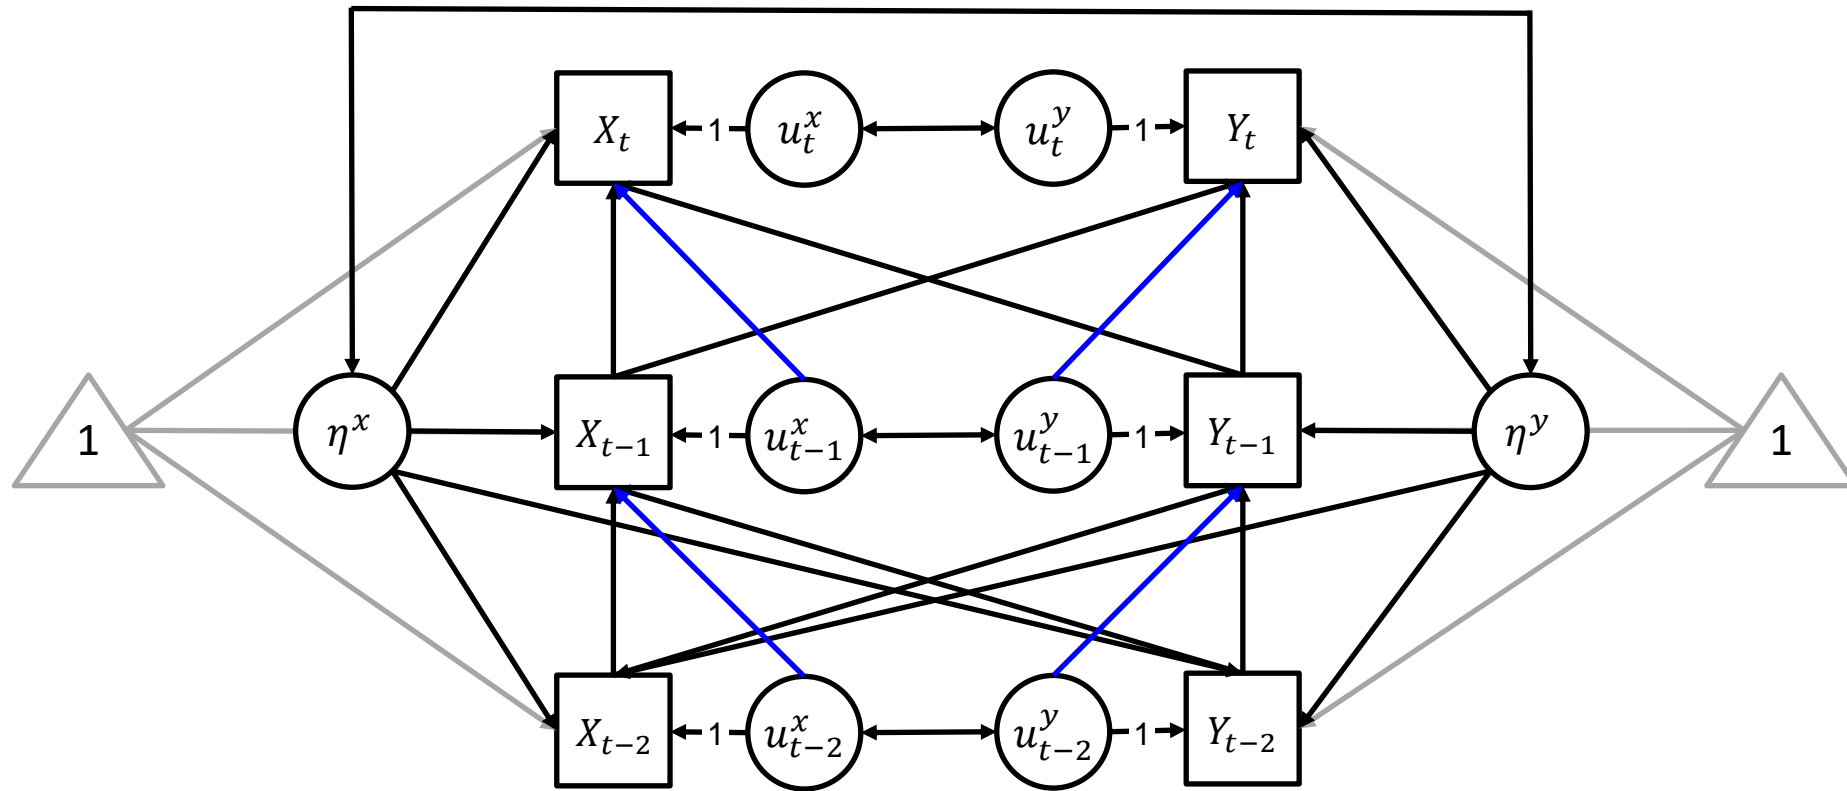 X_t 1 u_t^x u_t^y 1 Y_t
1 η^x X_{t−1} 1 u_{t−1}^x u_{t−1}^y 1 Y_{t−1} η^y 1
X_{t−2} 1 u_{t−2}^x u_{t−2}^y 1 Y_{t−2}